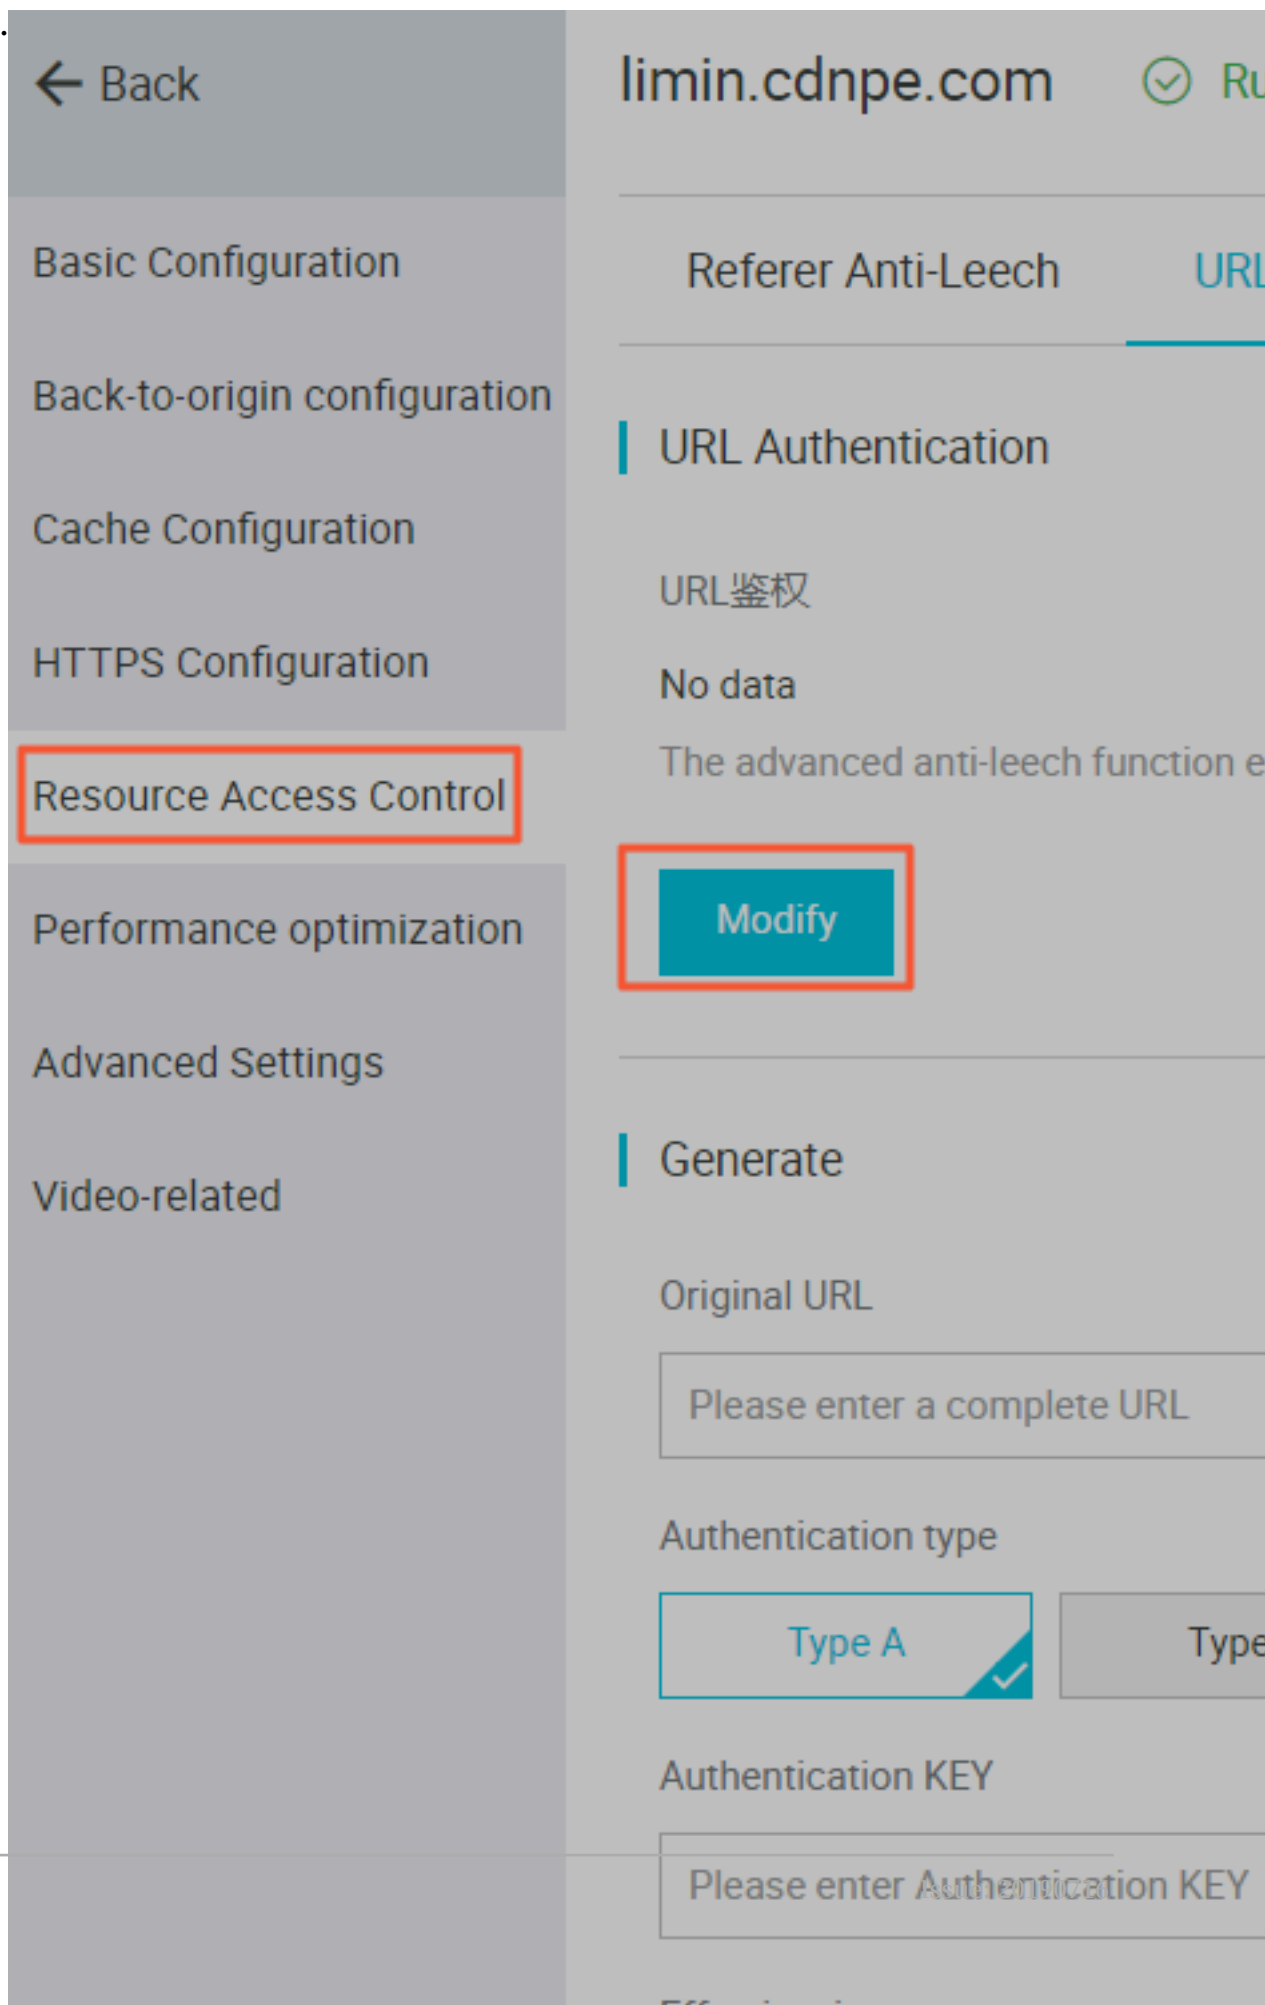 .
Back
limin.cdnpe.com
Basic Configuration
Back-to-origin configuration
Cache Configuration
HTTPS Configuration
Resource Access Control
Performance optimization
Advanced Settings
Video-related
Referer Anti-Leech URL
URL Authentication
URL鉴权
No data
The advanced anti-leech function
Modify
Generate
Original URL
Please enter a complete URL
Authentication type
Type A Type
Authentication KEY
Please enter Authentication KEY